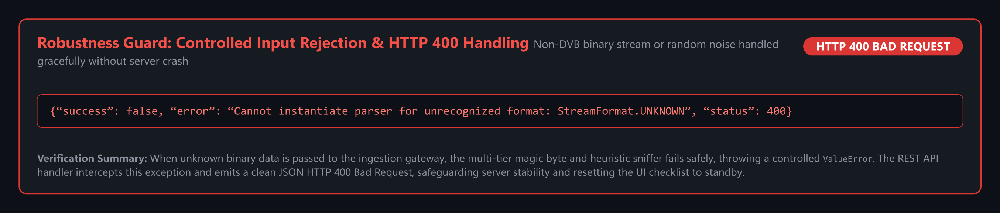 Robustness Guard: Controlled Input Rejection & HTTP 400 Handling Non-DVB binary stream or random noise handled
gracefully without server crash
HTTP 400 BAD REQUEST
{“success”: false, “error”: “Cannot instantiate parser for unrecognized format: StreamFormat.UNKNOWN”, “status”: 400}
Verification Summary: When unknown binary data is passed to the ingestion gateway, the multi-tier magic byte and heuristic sniffer fails safely, throwing a controlled ValueError. The REST API
handler intercepts this exception and emits a clean JSON HTTP 400 Bad Request, safeguarding server stability and resetting the UI checklist to standby.